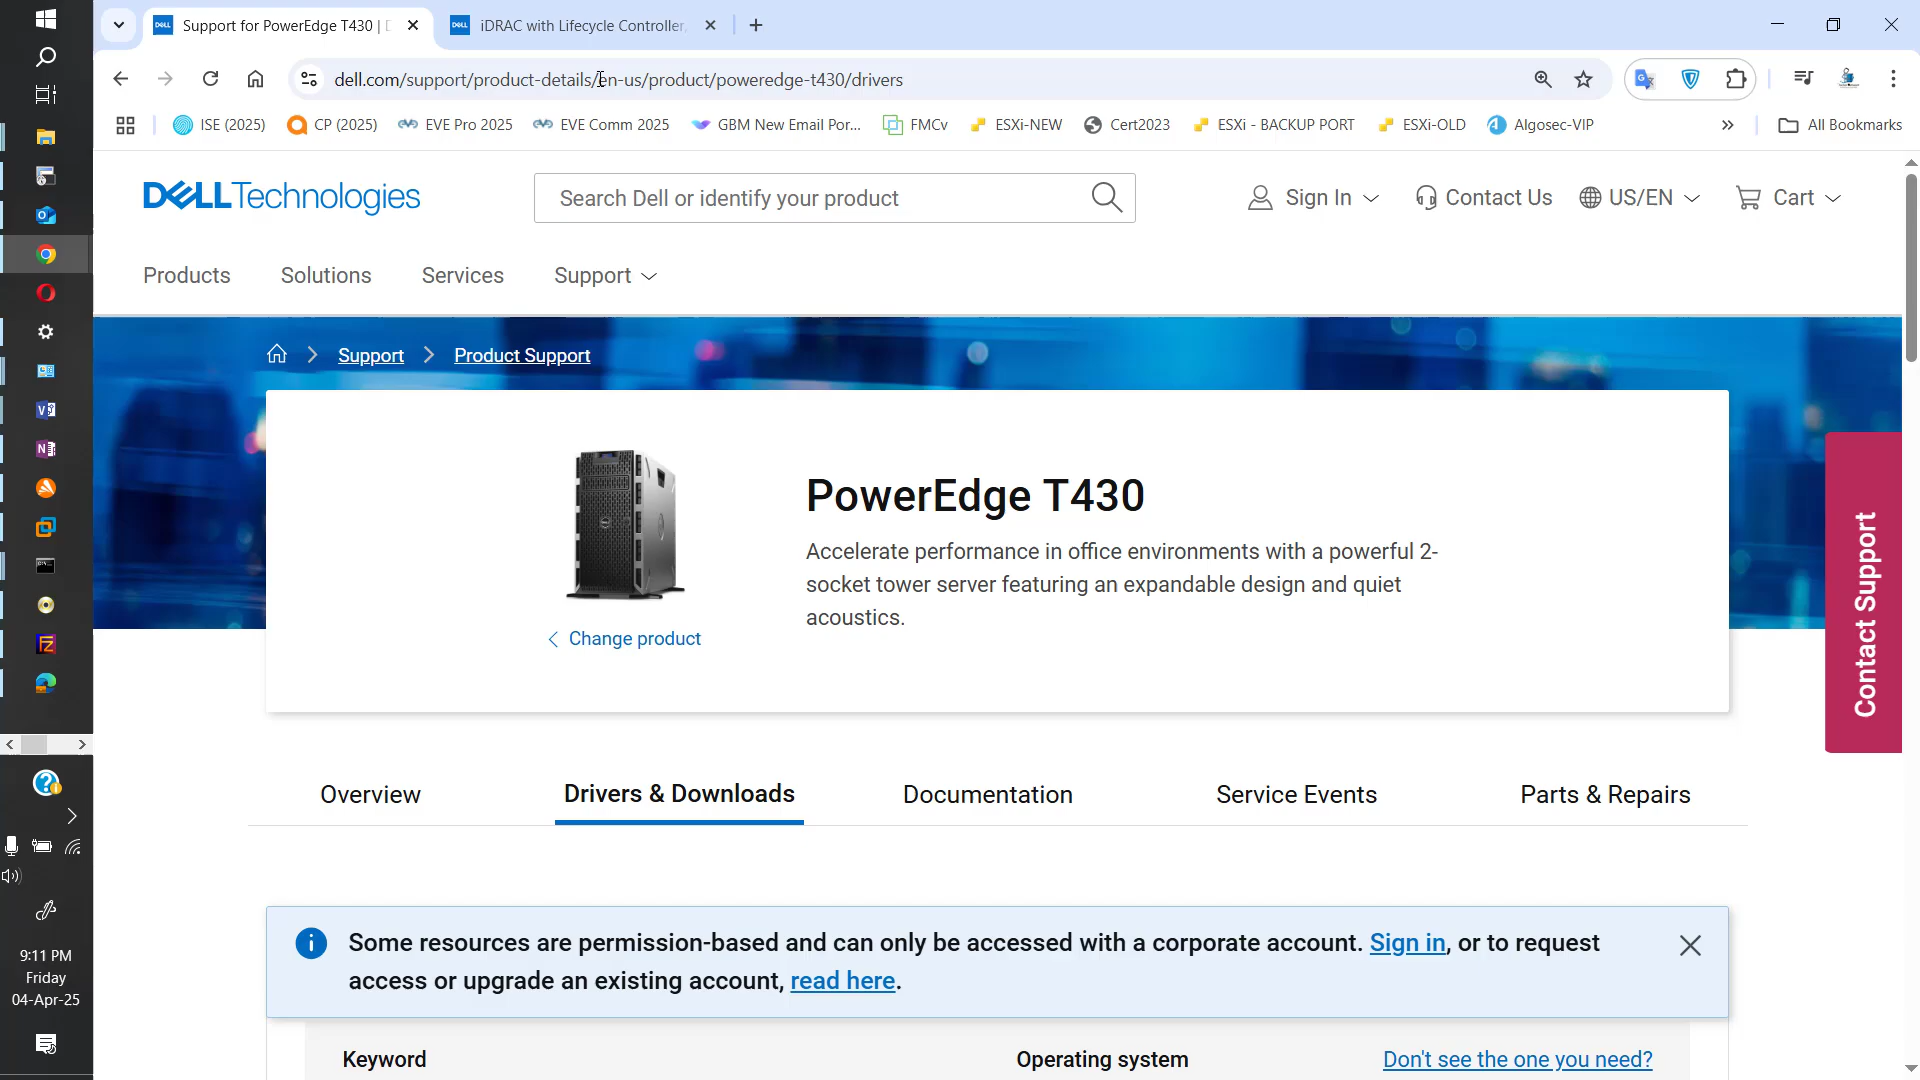 Support for PowerEdge T430 |
iDRAC with Lifecycle Controller,
dell.com/support/product-details/en-us/product/poweredge-t430/drivers
ISE (2025)
CP (2025)
EVE Pro 2025
EVE Comm 2025
GBM New Email Por...
FMCv
ESXi-NEW
Cert2023
ESXi - BACKUP PORT
ESXi-OLD
Algosec-VIP
»
All Bookmarks
DELLTechnologies
Search Dell or identify your product
Sign In
Contact Us
US/EN
Cart
Products
Solutions
Services
Support
Support
Product Support
PowerEdge T430
Accelerate performance in office environments with a powerful 2-
socket tower server featuring an expandable design and quiet
acoustics.
Change product
Contact Support
Overview
Drivers & Downloads
Documentation
Service Events
Parts & Repairs
Some resources are permission-based and can only be accessed with a corporate account. Sign in, or to request
access or upgrade an existing account, read here.
Keyword
Operating system
Don't see the one you need?
9:11 PM
Friday
04-Apr-25